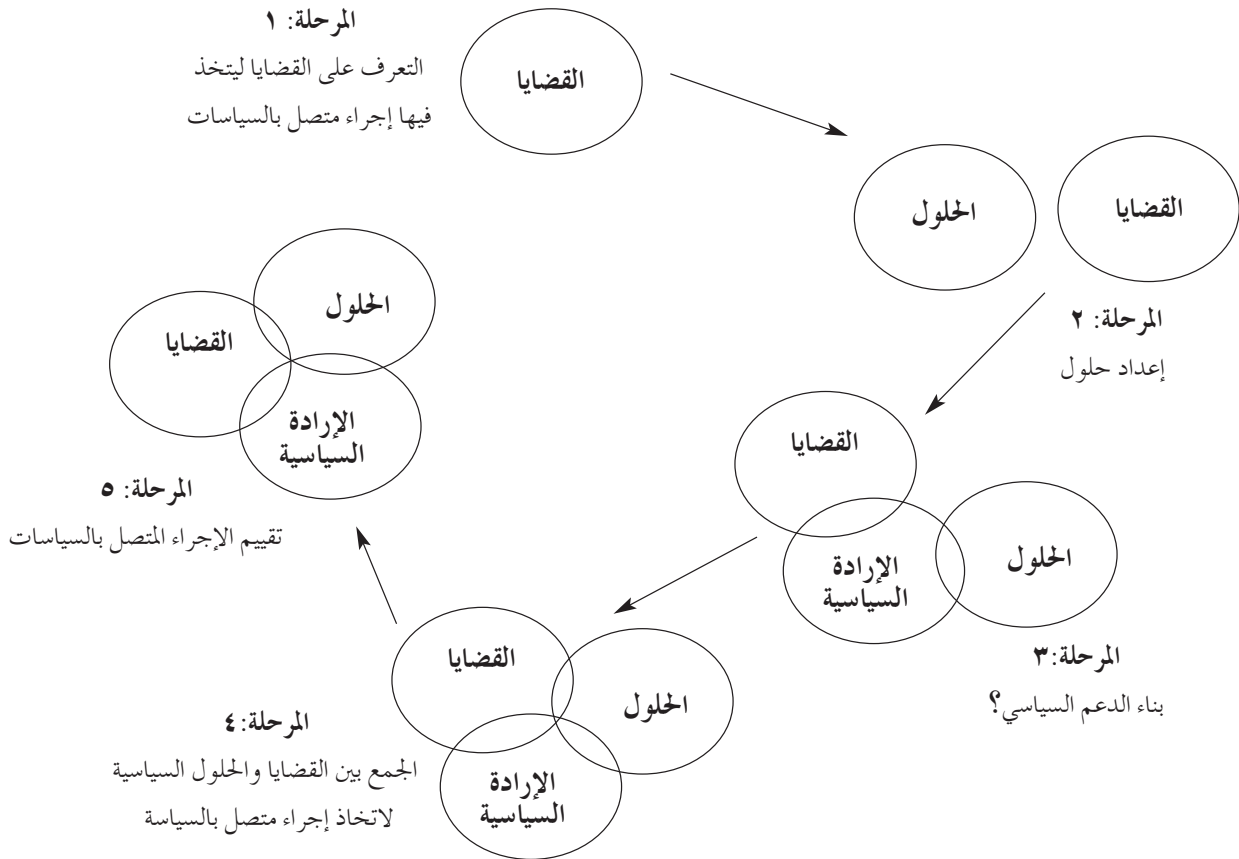 المرحلة: ١
التعرف على القضايا ليتخذ
فيها إجراء متصل بالسياسات
القضايا
القضايا
الحلول
المرحلة: ٢
إعداد حلول
القضايا
الإرادة
السياسية
الحلول
المرحلة:٣
بناء الدعم السياسي؟
القضايا
الحلول
الإرادة
السياسية
المرحلة:٤
الجمع بين القضايا والحلول السياسية
لاتخاذ إجراء متصل بالسياسة
الحلول
القضايا
الإرادة
السياسية
المرحلة: ٥
تقييم الإجراء المتصل بالسياسات